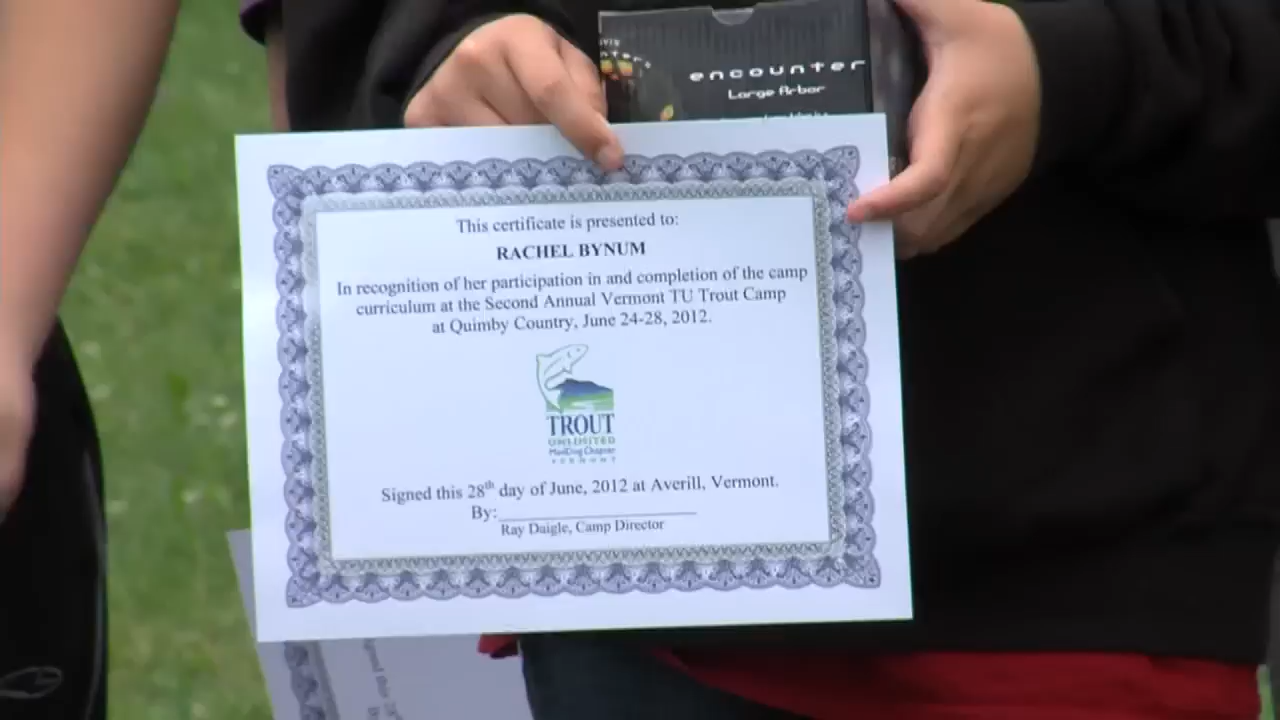 encounter
Large Arbor
This certificate is presented to:
RACHEL BYNUM
In recognition of her participation in and completion of the camp
curriculum at the Second Annual Vermont TU Trout Camp
at Quimby Country, June 24-28, 2012.
TROUT
UNLIMITED
MadDog Chapter
VERMONT
Signed this 28th day of June, 2012 at Averill, Vermont.
By:
Ray Daigle, Camp Director